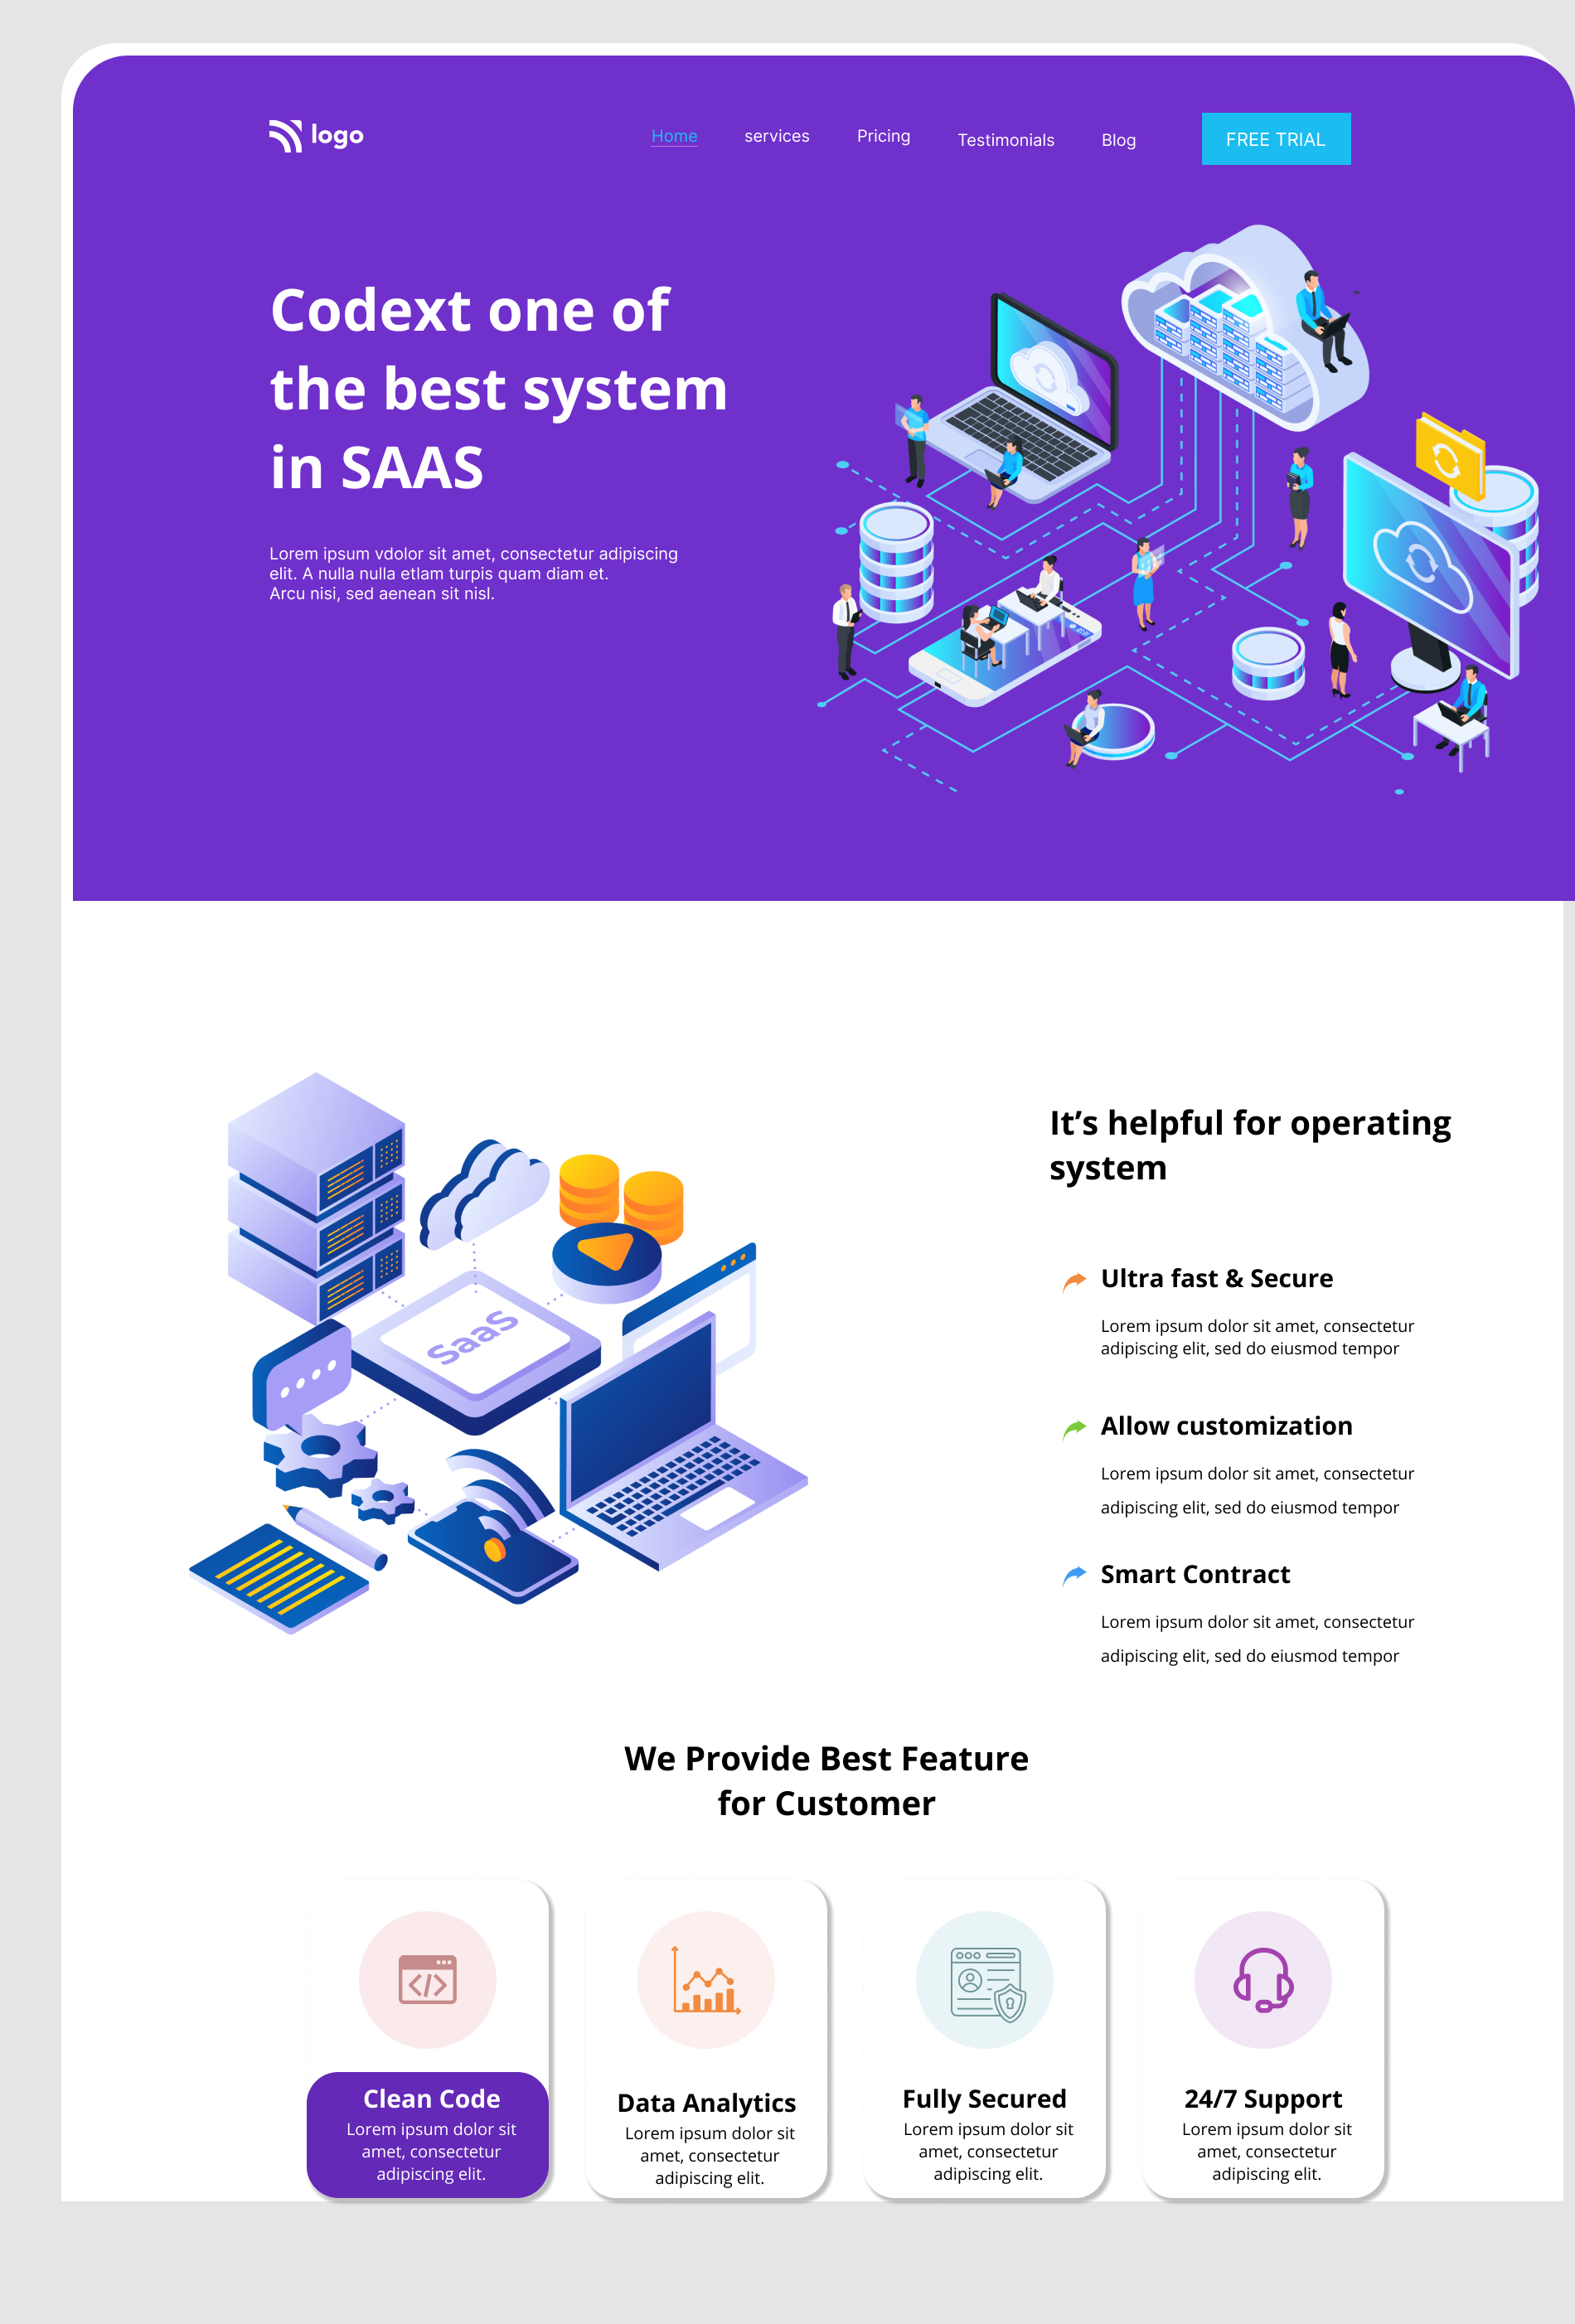 logo
Home
services
Pricing
Testimonials
Blog
FREE TRIAL
Codext one of
the best system
in SAAS
Lorem ipsum vdolor sit amet, consectetur adipiscing
elit. A nulla nulla etlam turpis quam diam et.
Arcu nisi, sed aenean sit nisl.
SaaS
It’s helpful for operating
system
Ultra fast & Secure
Lorem ipsum dolor sit amet, consectetur
adipiscing elit, sed do eiusmod tempor
Allow customization
Lorem ipsum dolor sit amet, consectetur
adipiscing elit, sed do eiusmod tempor
Smart Contract
Lorem ipsum dolor sit amet, consectetur
adipiscing elit, sed do eiusmod tempor
We Provide Best Feature
for Customer
Clean Code
Lorem ipsum dolor sit
amet, consectetur
adipiscing elit.
Data Analytics
Lorem ipsum dolor sit
amet, consectetur
adipiscing elit.
Fully Secured
Lorem ipsum dolor sit
amet, consectetur
adipiscing elit.
24/7 Support
Lorem ipsum dolor sit
amet, consectetur
adipiscing elit.